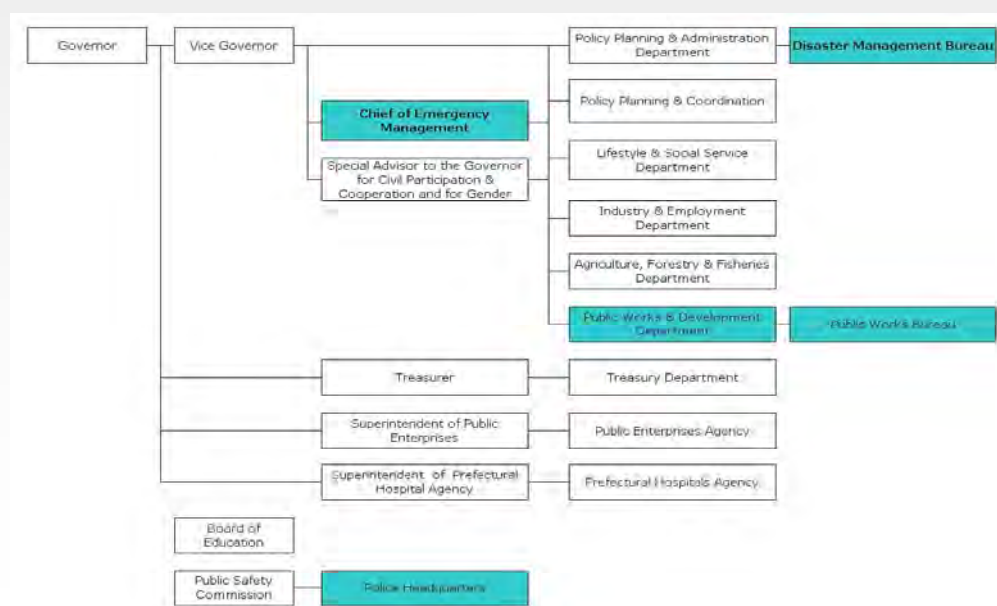 Governor
Vice Governor
Policy Planning & Administration
Department
Disaster Management Bureau
Chief of Emergency
Management
Policy Planning & Coordination
Special Advisor to the Governor
for Civil Participation &
Cooperation and for Gender
Lifestyle & Social Service
Department
Industry & Employment
Department
Agriculture, Forestry & Fisheries
Department
Public Works & Development
Department
Public Works Bureau
Treasurer
Treasury Department
Superintendent of Public
Enterprises
Public Enterprises Agency
Superintendent of Prefectural
Hospital Agency
Prefectural Hospitals Agency
Board of
Education
Public Safety
Commission
Police Headquarters